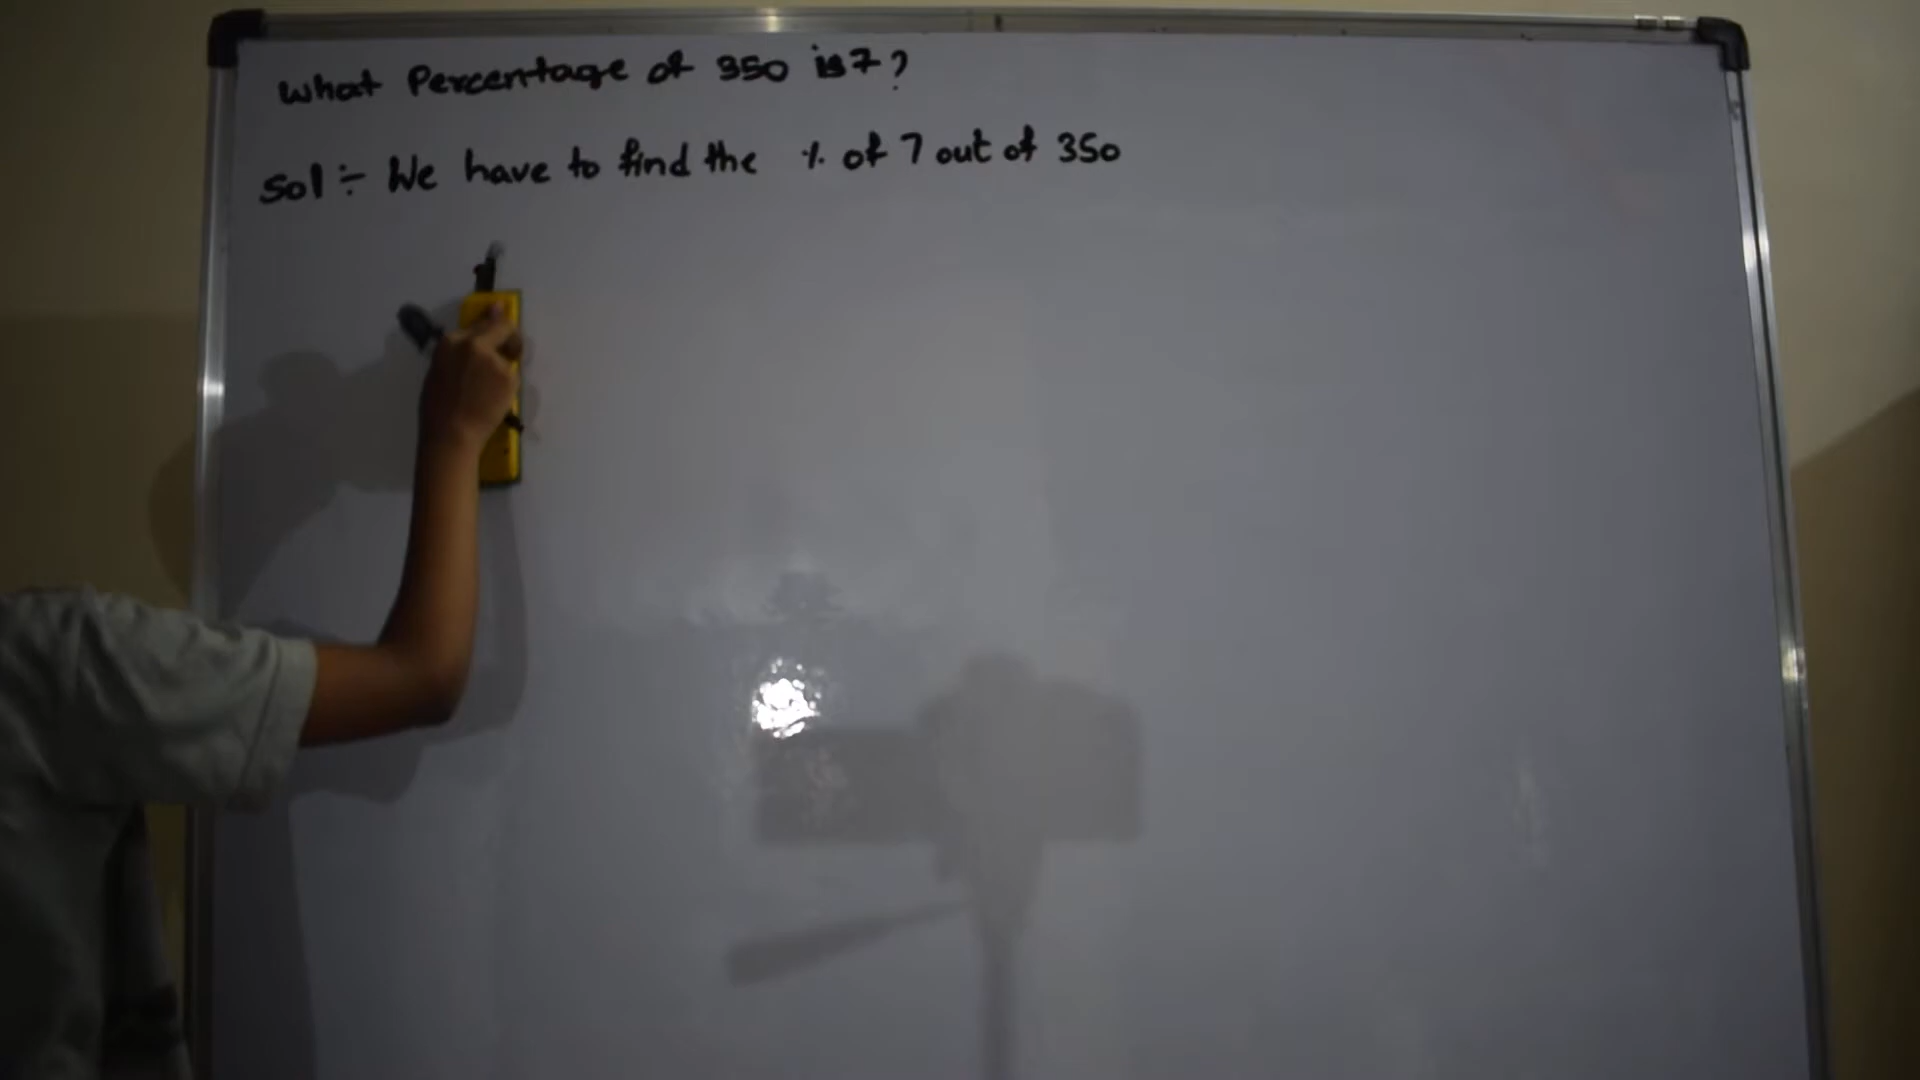 What Percentage of 350 is 7?
Sol ÷ We have to find the % of 7 out of 350